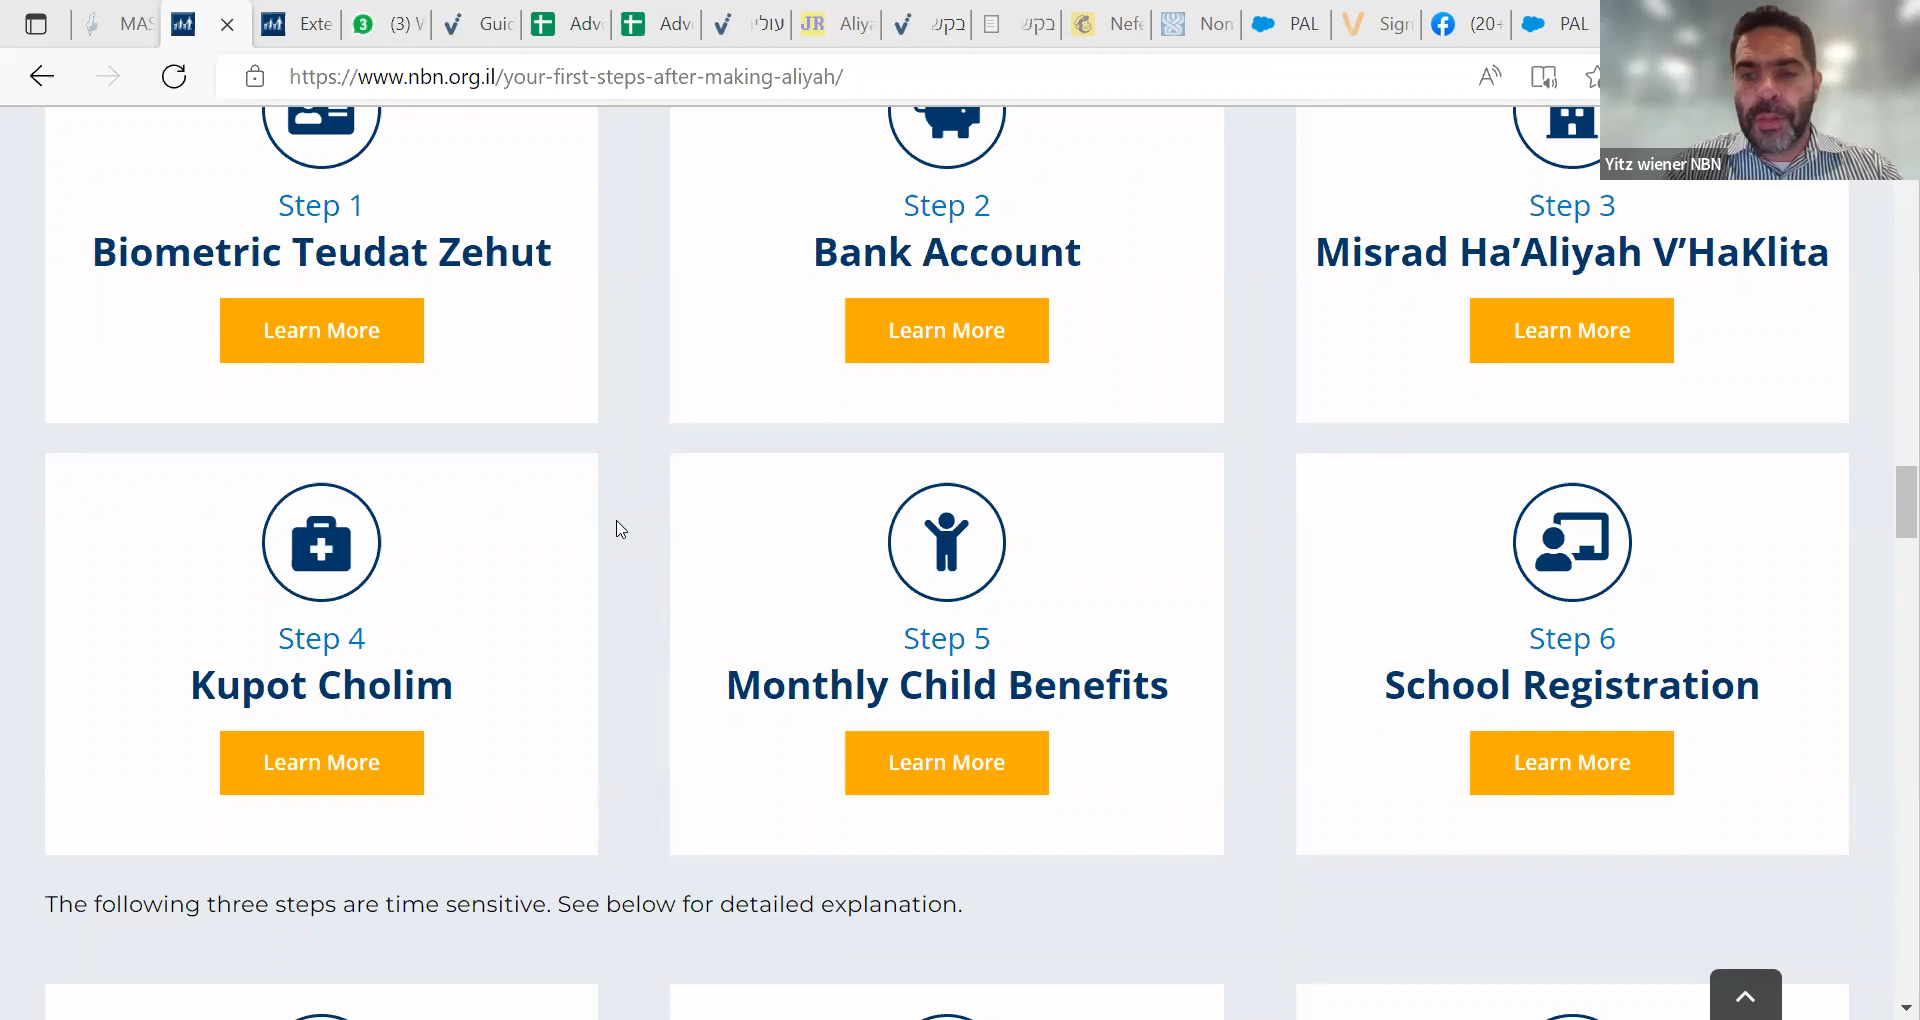 MAS
Exte
(3) V
Guid
Adv
Adv
עולי
JR Aliya
בקש
בקש
Nefe
Non
PAL
Sign
(20+
PAL
https://www.nbn.org.il/your-first-steps-after-making-aliyah/
Yitz wiener NBN
Step 1
Biometric Teudat Zehut
Learn More
Step 2
Bank Account
Learn More
Step 3
Misrad Ha’Aliyah V’HaKlita
Learn More
Step 4
Kupot Cholim
Learn More
Step 5
Monthly Child Benefits
Learn More
Step 6
School Registration
Learn More
The following three steps are time sensitive. See below for detailed explanation.